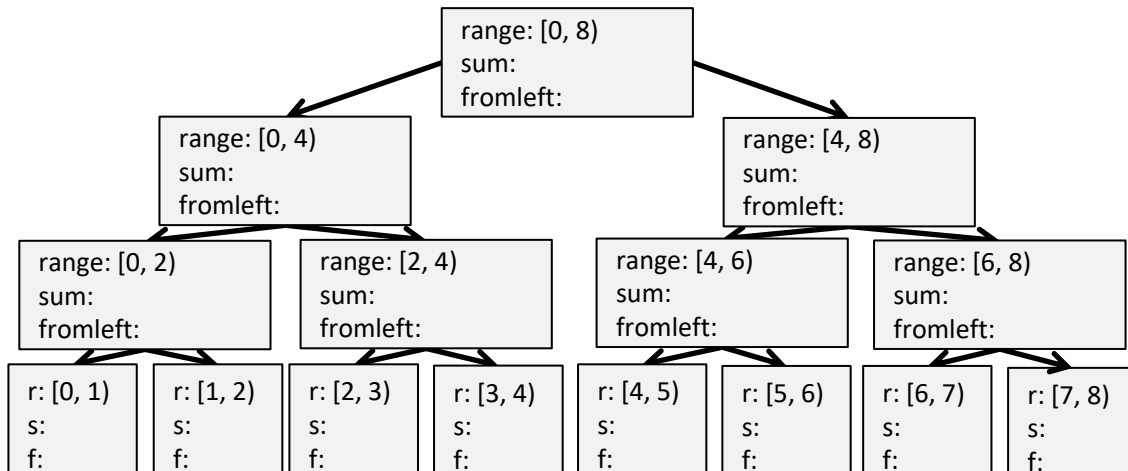 range: [0, 8)
sum:
fromleft:
range: [0, 4)
sum:
fromleft:
range: [4, 8)
sum:
fromleft:
range: [0, 2)
sum:
fromleft:
range: [2, 4)
sum:
fromleft:
range: [4, 6)
sum:
fromleft:
range: [6, 8)
sum:
fromleft:
r: [0, 1)
s:
f:
r: [1, 2)
s:
f:
r: [2, 3)
s:
f:
r: [3, 4)
s:
f:
r: [4, 5)
s:
f:
r: [5, 6)
s:
f:
r: [6, 7)
s:
f:
r: [7, 8)
s:
f: